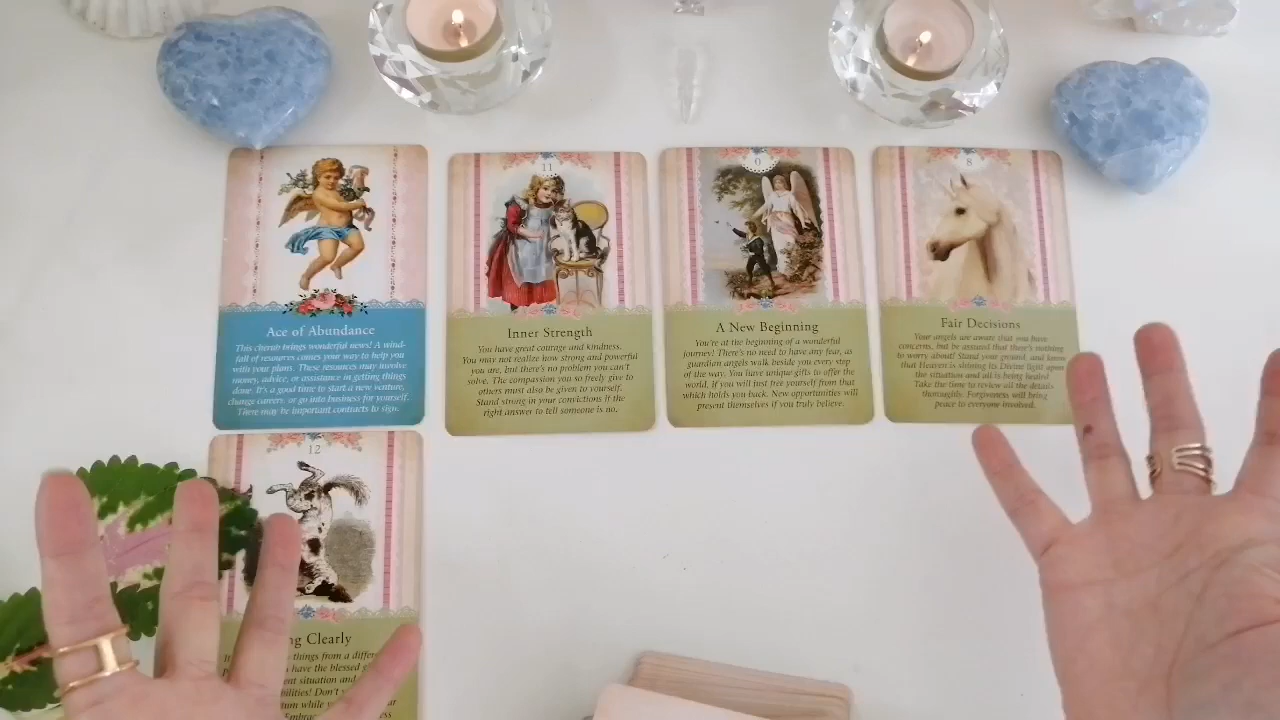 Ace of Abundance
This cherub brings wonderful news! A wind-
fall of resources comes your way to help you
with your plans. These resources may involve
money, advice, or assistance in getting things
done. It's a good time to start a new venture,
change careers, or go into business for yourself.
There may be important contracts to sign.
11
Inner Strength
You have great courage and kindness.
You may not realize how strong and powerful
you are, but there's no problem you can't
solve. The compassion you so freely give to
others must also be given to yourself.
Stand strong in your convictions if the
right answer to tell someone is no.
0
A New Beginning
You're at the beginning of a wonderful
journey! There's no need to have any fear, as
guardian angels walk beside you every step
of the way. You have unique gifts to offer the
world, if you will just free yourself from that
which holds you back. New opportunities will
present themselves if you truly believe.
8
Fair Decisions
Your angels are aware that you have
concerns, but be assured that there's nothing
to worry about! Stand your ground, and know
that Heaven is shining its Divine light upon
the situation and all is being healed.
Take the time to review all the details
thoroughly. Forgiveness will bring
peace to everyone involved.
12
ng Clearly
things from a differe
have the blessed g
ent situation and
bilities! Don't
um while y
Embrac